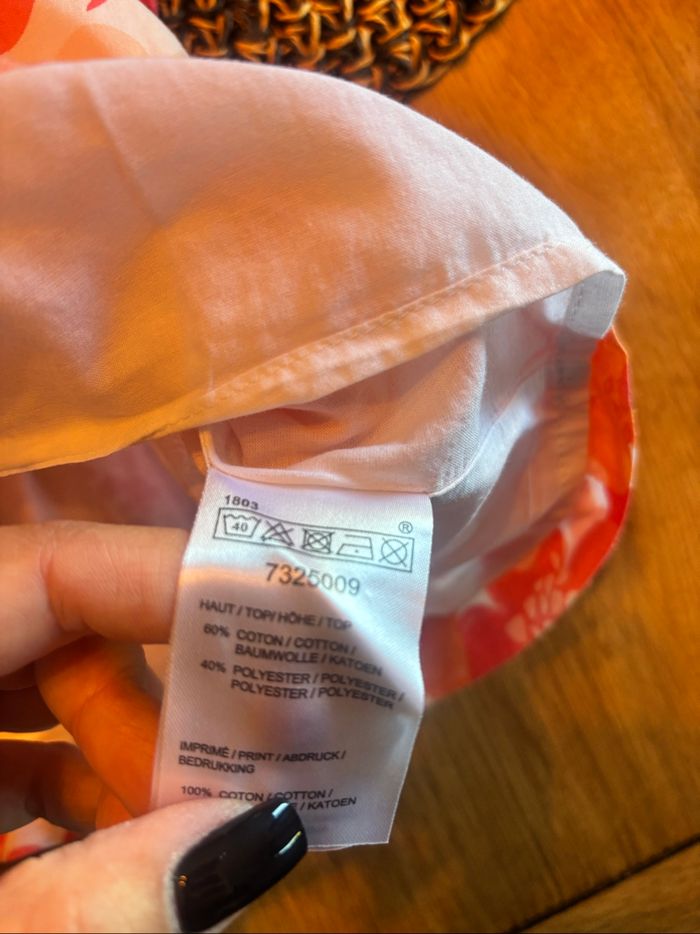 1803
40
®
7325009
HAUT / TOP/ HÖHE / TOP
60% COTON / COTTON /
BAUMWOLLE / KATOEN
40% POLYESTER / POLYESTER /
POLYESTER / POLYESTER
IMPRIMÉ / PRINT / ABDRUCK /
BEDRUKKING
100% COTON / COTTON /
/ KATOEN